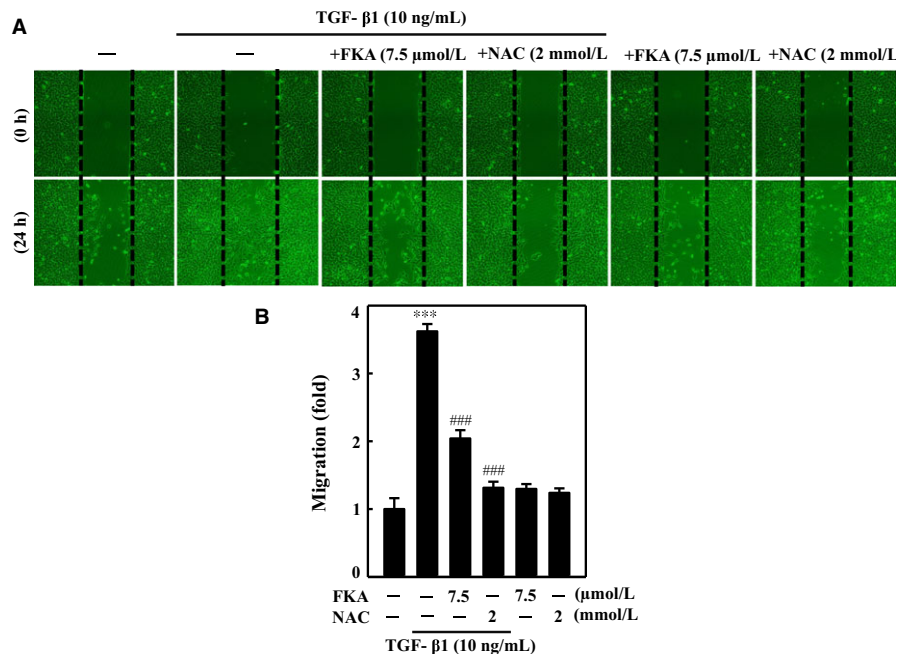 A
TGF- β1 (10 ng/mL)
— — +FKA (7.5 μmol/L +NAC (2 mmol/L +FKA (7.5 μmol/L +NAC (2 mmol/L
(0 h)
(24 h)
B
Migration (fold)
4
3
2
1
0
***
###
###
FKA — — 7.5 — 7.5 — (μmol/L
NAC — — — 2 — 2 (mmol/L
TGF- β1 (10 ng/mL)